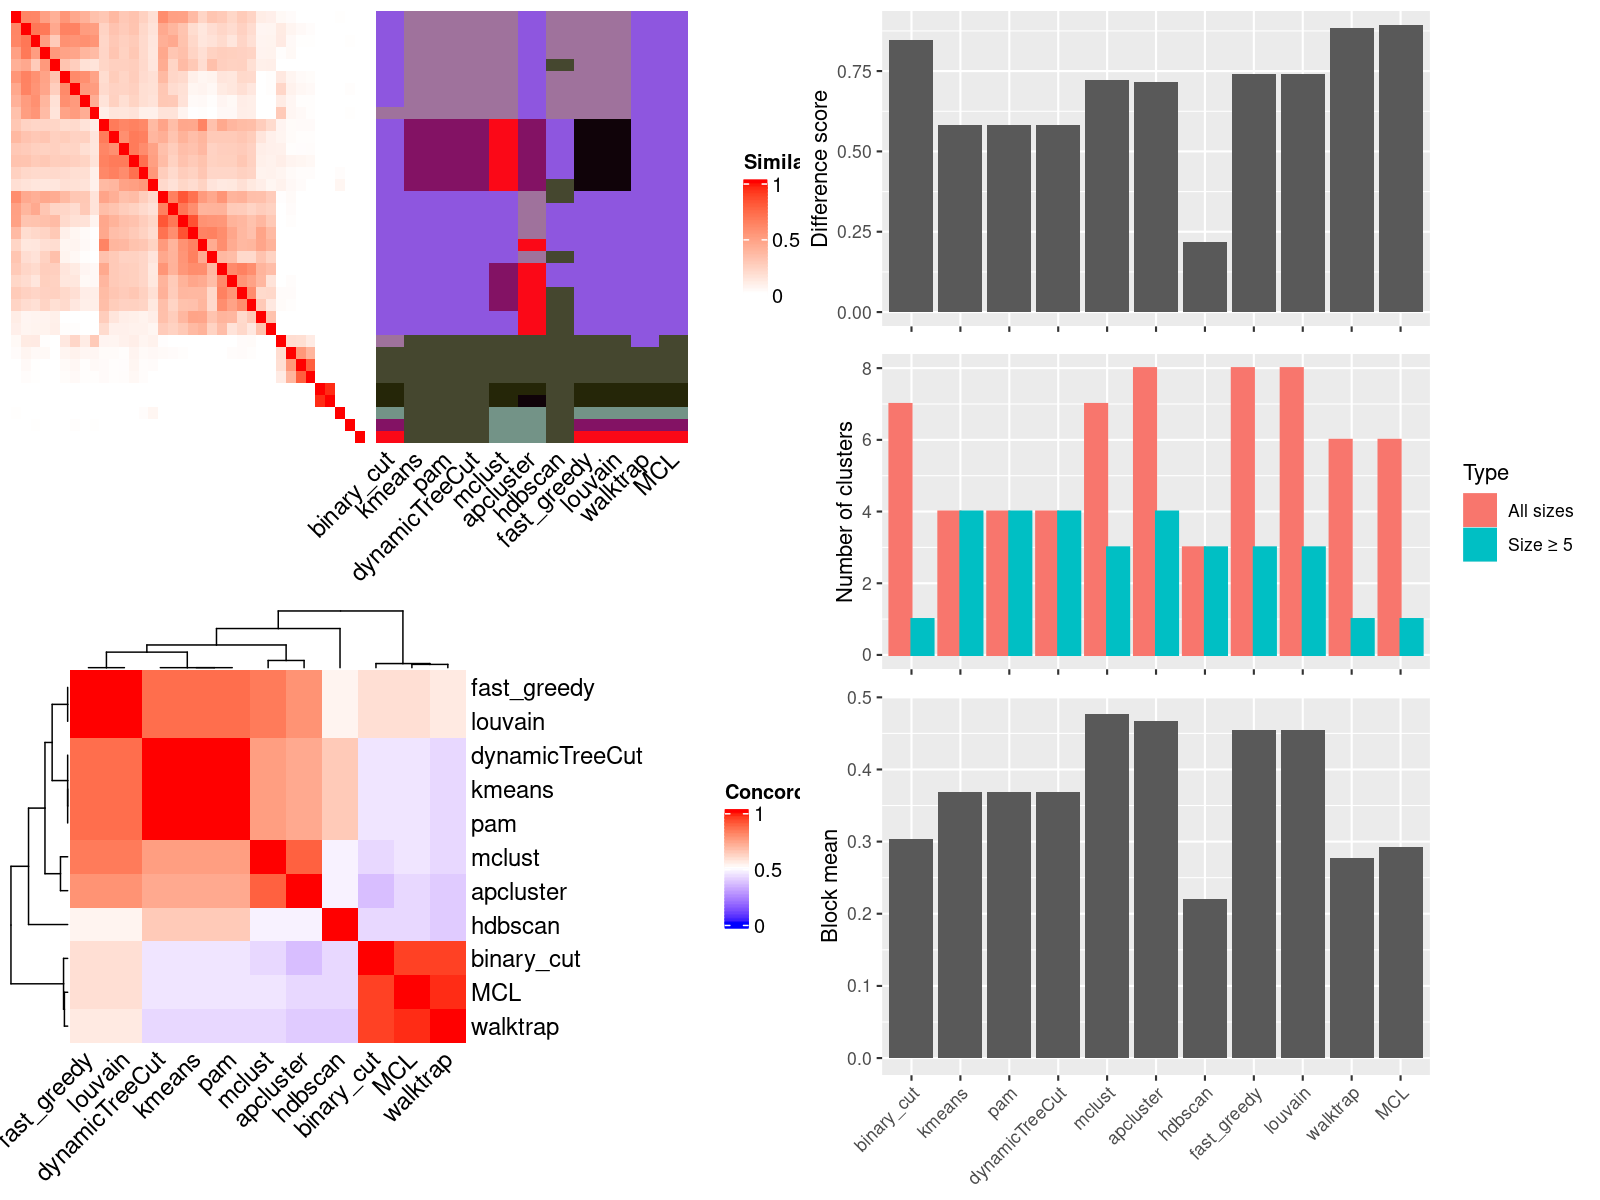 Simila
1
0.5
0
binary_cut
kmeans
pam
dynamicTreeCut
mclust
apcluster
hdbscan
fast_greedy
louvain
walktrap
MCL
fast_greedy
louvain
dynamicTreeCut
kmeans
pam
mclust
apcluster
hdbscan
binary_cut
MCL
walktrap
Concord
1
0.5
0
fast_greedy
louvain
dynamicTreeCut
kmeans
pam
mclust
apcluster
hdbscan
binary_cut
MCL
walktrap
Difference score
0.75
0.50
0.25
0.00
Number of clusters
8
6
4
2
0
Type
All sizes
Size ≥ 5
Block mean
0.5
0.4
0.3
0.2
0.1
0.0
binary_cut
kmeans
pam
dynamicTreeCut
mclust
apcluster
hdbscan
fast_greedy
louvain
walktrap
MCL